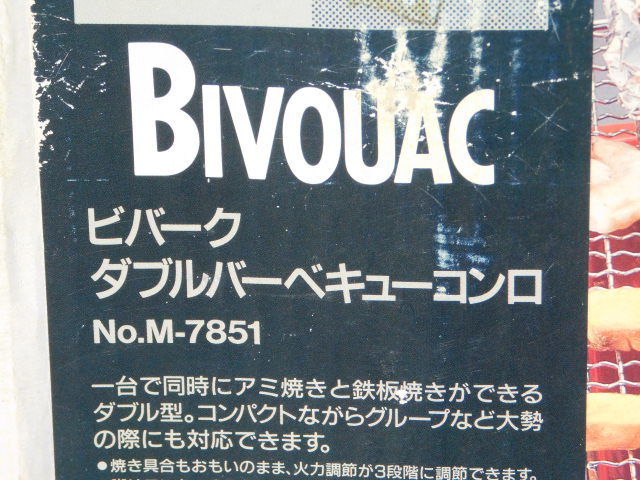 BIVOUAC
ビバーク
ダブルバーベキューコンロ
No.M-7851
一台で同時にアミ焼きと鉄板焼きができる
ダブル型。コンパクトながらグループなど大勢
の際にも対応できます。
●焼き具合もおもいのまま、火力調節が3段階に調節できます。